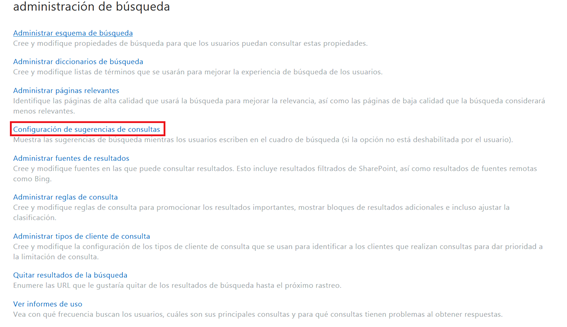 administración de búsqueda
Administrar esquema de búsqueda
Cree y modifique propiedades de búsqueda para que los usuarios puedan consultar estas propiedades.
Administrar diccionarios de búsqueda
Cree y modifique listas de términos que se usarán para mejorar la experiencia de búsqueda de los usuarios.
Administrar páginas relevantes
Identifique las páginas de alta calidad que usará la búsqueda para mejorar la relevancia, así como las páginas de baja calidad que la búsqueda considerará
menos relevantes.
Configuración de sugerencias de consultas
Muestra las sugerencias de búsqueda mientras los usuarios escriben en el cuadro de búsqueda (si la opción no está deshabilitada por el usuario).
Administrar fuentes de resultados
Cree y modifique fuentes en las que puede consultar resultados. Esto incluye resultados filtrados de SharePoint, así como resultados de fuentes remotas
como Bing.
Administrar reglas de consulta
Cree y modifique reglas de consulta para promocionar los resultados importantes, mostrar bloques de resultados adicionales e incluso ajustar la
clasificación.
Administrar tipos de cliente de consulta
Cree y modifique la configuración de los tipos de cliente de consulta que se usan para identificar a los clientes que realizan consultas para dar prioridad a
la limitación de consulta.
Quitar resultados de la búsqueda
Enumere las URL que le gustaría quitar de los resultados de búsqueda hasta el próximo rastreo.
Ver informes de uso
Vea con qué frecuencia buscan los usuarios, cuáles son sus principales consultas y para qué consultas tienen problemas al obtener respuestas.